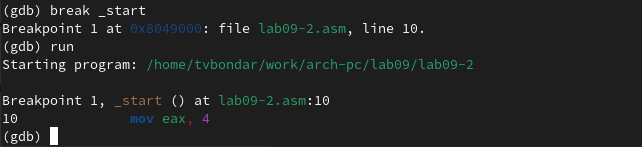 (gdb) break _start
Breakpoint 1 at 0x8049000: file lab09-2.asm, line 10.
(gdb) run
Starting program: /home/tvbondar/work/arch-pc/lab09/lab09-2

Breakpoint 1, _start () at lab09-2.asm:10
10              mov eax, 4
(gdb)